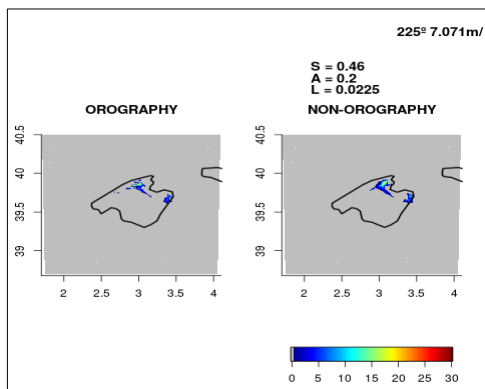 225º 7.071m/
S = 0.46
A = 0.2
L = 0.0225
OROGRAPHY
NON-OROGRAPHY
40.5
40
39.5
39
2 2.5 3 3.5 4
40.5
40
39.5
39
2 2.5 3 3.5 4
0 5 10 15 20 25 30